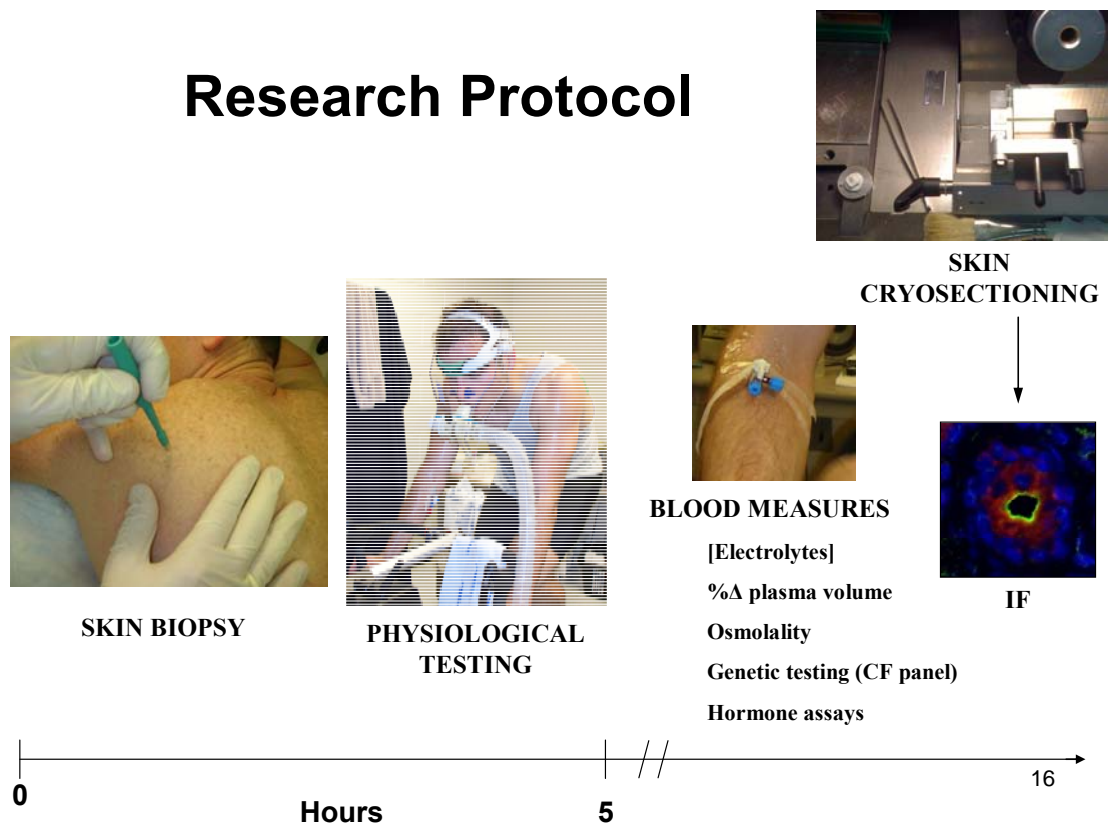 Research Protocol
SKIN
CRYOSECTIONING
SKIN BIOPSY
PHYSIOLOGICAL
TESTING
BLOOD MEASURES
[Electrolytes]
%Δ plasma volume
Osmolality
Genetic testing (CF panel)
Hormone assays
IF
0
Hours
5
16